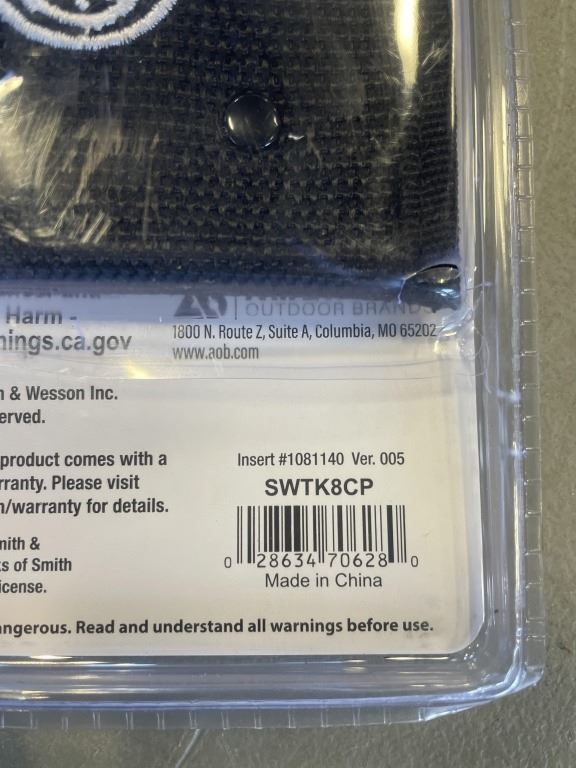 OUTDOOR BRANDS
Harm -
nings.ca.gov
1800 N. Route Z, Suite A, Columbia, MO 65202
www.aob.com
n & Wesson Inc.
erved.
product comes with a
rranty. Please visit
n/warranty for details.
mith &
ks of Smith
icense.
Insert #1081140 Ver. 005
SWTK8CP
0 28634 70628 0
Made in China
angerous. Read and understand all warnings before use.